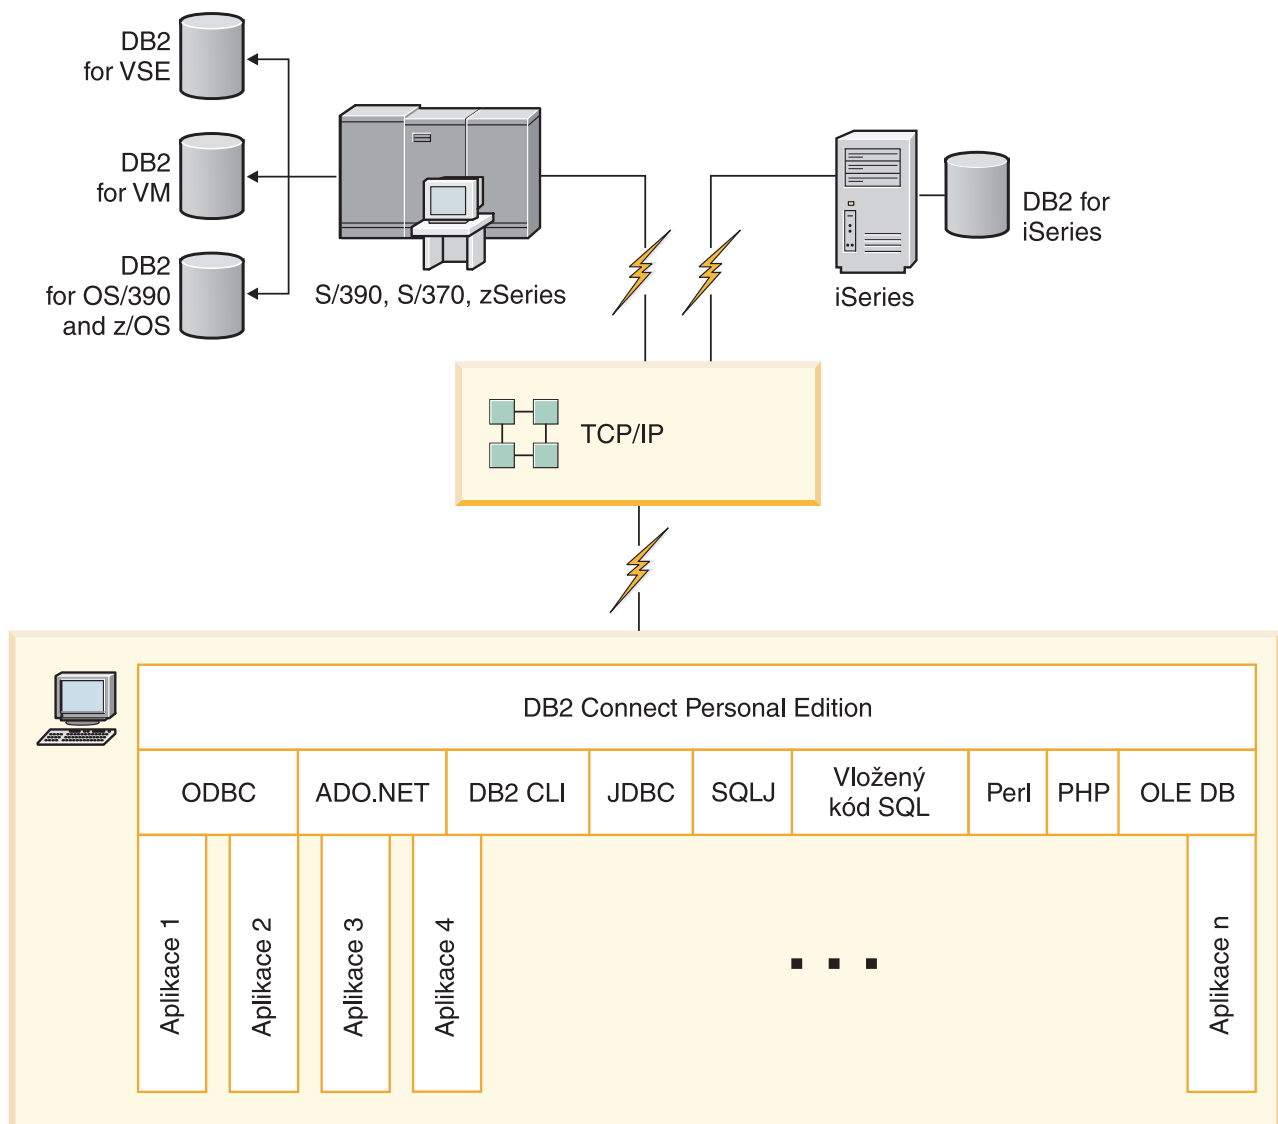 DB2
for VSE
DB2
for VM
DB2
for OS/390
and z/OS
S/390, S/370, zSeries
iSeries
DB2 for
iSeries
TCP/IP
DB2 Connect Personal Edition
ODBC
ADO.NET
DB2 CLI
JDBC
SQLJ
Vložený
kód SQL
Perl
PHP
OLE DB
Aplikace 1
Aplikace 2
Aplikace 3
Aplikace 4
. . .
Aplikace n